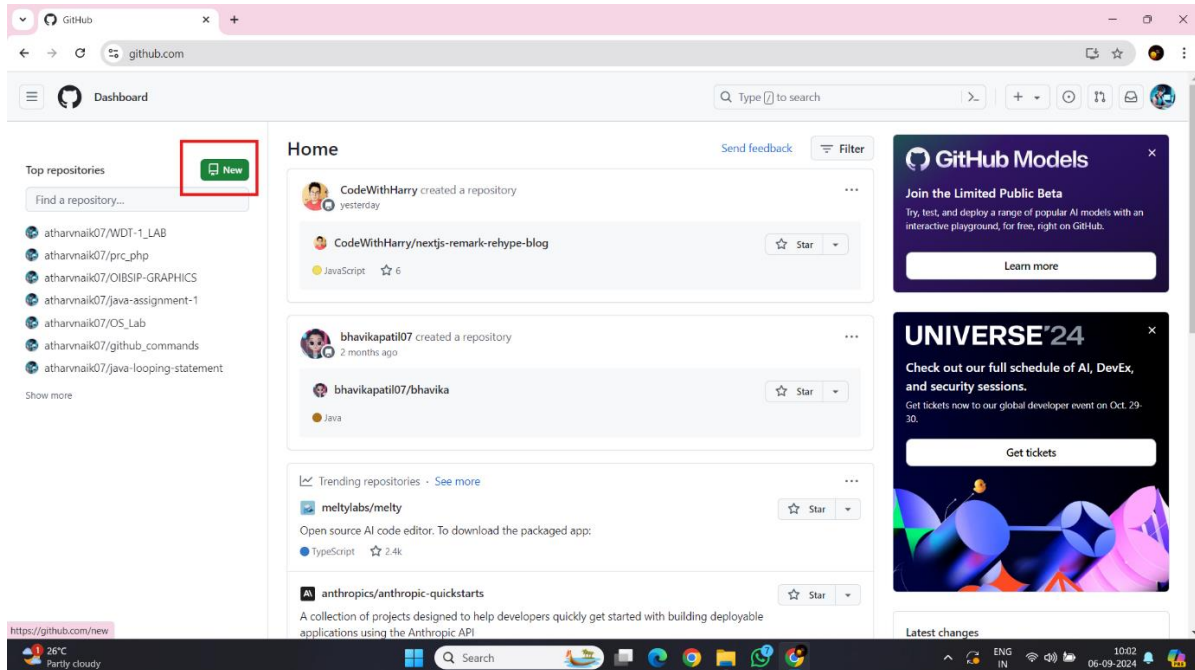 GitHub
github.com
Dashboard
Type / to search
Top repositories
New
Find a repository...
atharvnaik07/WDT-1_LAB
atharvnaik07/prc_php
atharvnaik07/OIBSIP-GRAPHICS
atharvnaik07/java-assignment-1
atharvnaik07/OS_Lab
atharvnaik07/github_commands
atharvnaik07/java-looping-statement
Show more
Home
Send feedback
Filter
CodeWithHarry created a repository
yesterday
CodeWithHarry/nextjs-remark-rehype-blog
Star
JavaScript 6
bhavikapatil07 created a repository
2 months ago
bhavikapatil07/bhavika
Star
Java
Trending repositories · See more
meltylabs/melty
Star
Open source AI code editor. To download the packaged app:
TypeScript 2.4k
anthropics/anthropic-quickstarts
Star
A collection of projects designed to help developers quickly get started with building deployable
applications using the Anthropic API
GitHub Models
Join the Limited Public Beta
Try, test, and deploy a range of popular AI models with an
interactive playground, for free, right on GitHub.
Learn more
UNIVERSE'24
Check out our full schedule of AI, DevEx,
and security sessions.
Get tickets now to our global developer event on Oct. 29-
30.
Get tickets
Latest changes
https://github.com/new
1
26°C
Partly cloudy
Search
ENG
IN
10:02
06-09-2024